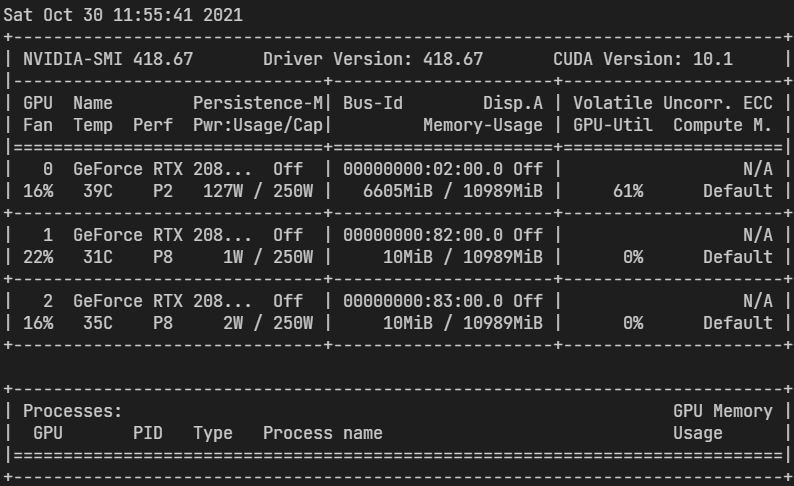 Sat Oct 30 11:55:41 2021
+-----------------------------------------------------------------------------+
| NVIDIA-SMI 418.67       Driver Version: 418.67       CUDA Version: 10.1     |
|-------------------------------+----------------------+----------------------+
| GPU  Name        Persistence-M| Bus-Id        Disp.A | Volatile Uncorr. ECC |
| Fan  Temp  Perf  Pwr:Usage/Cap|         Memory-Usage | GPU-Util  Compute M. |
|===============================+======================+======================|
|   0  GeForce RTX 208...  Off  | 00000000:02:00.0 Off |                  N/A |
| 16%   39C    P2   127W / 250W |   6605MiB / 10989MiB |     61%      Default |
+-------------------------------+----------------------+----------------------+
|   1  GeForce RTX 208...  Off  | 00000000:82:00.0 Off |                  N/A |
| 22%   31C    P8     1W / 250W |     10MiB / 10989MiB |      0%      Default |
+-------------------------------+----------------------+----------------------+
|   2  GeForce RTX 208...  Off  | 00000000:83:00.0 Off |                  N/A |
| 16%   35C    P8     2W / 250W |     10MiB / 10989MiB |      0%      Default |
+-------------------------------+----------------------+----------------------+

+-----------------------------------------------------------------------------+
| Processes:                                                       GPU Memory |
|  GPU       PID   Type   Process name                             Usage      |
|=============================================================================|
+-----------------------------------------------------------------------------+